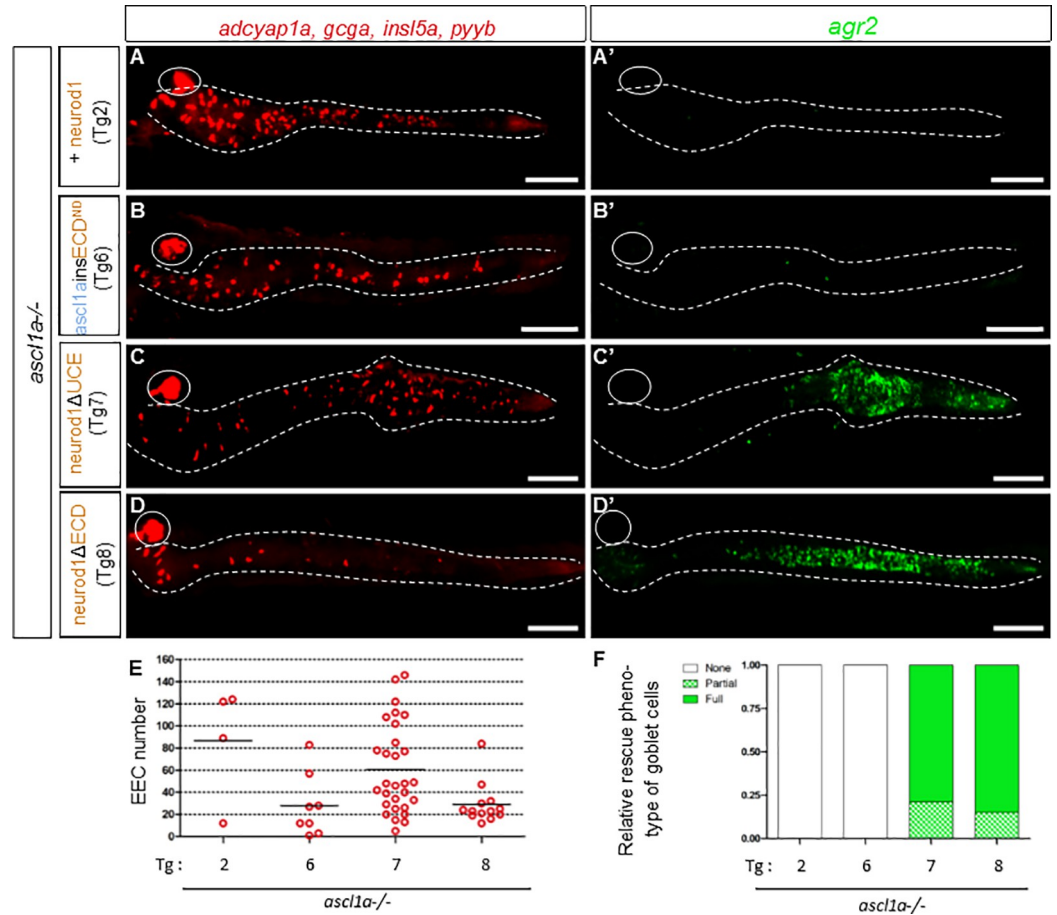 adcyap1a, gcga, insl5a, pyyb
agr2
ascl1a-/-
+ neurod1
(Tg2)
A
A'
ascl1ainsECDND
(Tg6)
B
B'
neurod1ΔUCE
(Tg7)
C
C'
neurod1ΔECD
(Tg8)
D
D'
E
EEC number
160
140
120
100
80
60
40
20
0
Tg : 2 6 7 8
ascl1a-/-
F
Relative rescue pheno-
type of goblet cells
None
Partial
Full
1.00
0.75
0.50
0.25
0.00
Tg : 2 6 7 8
ascl1a-/-